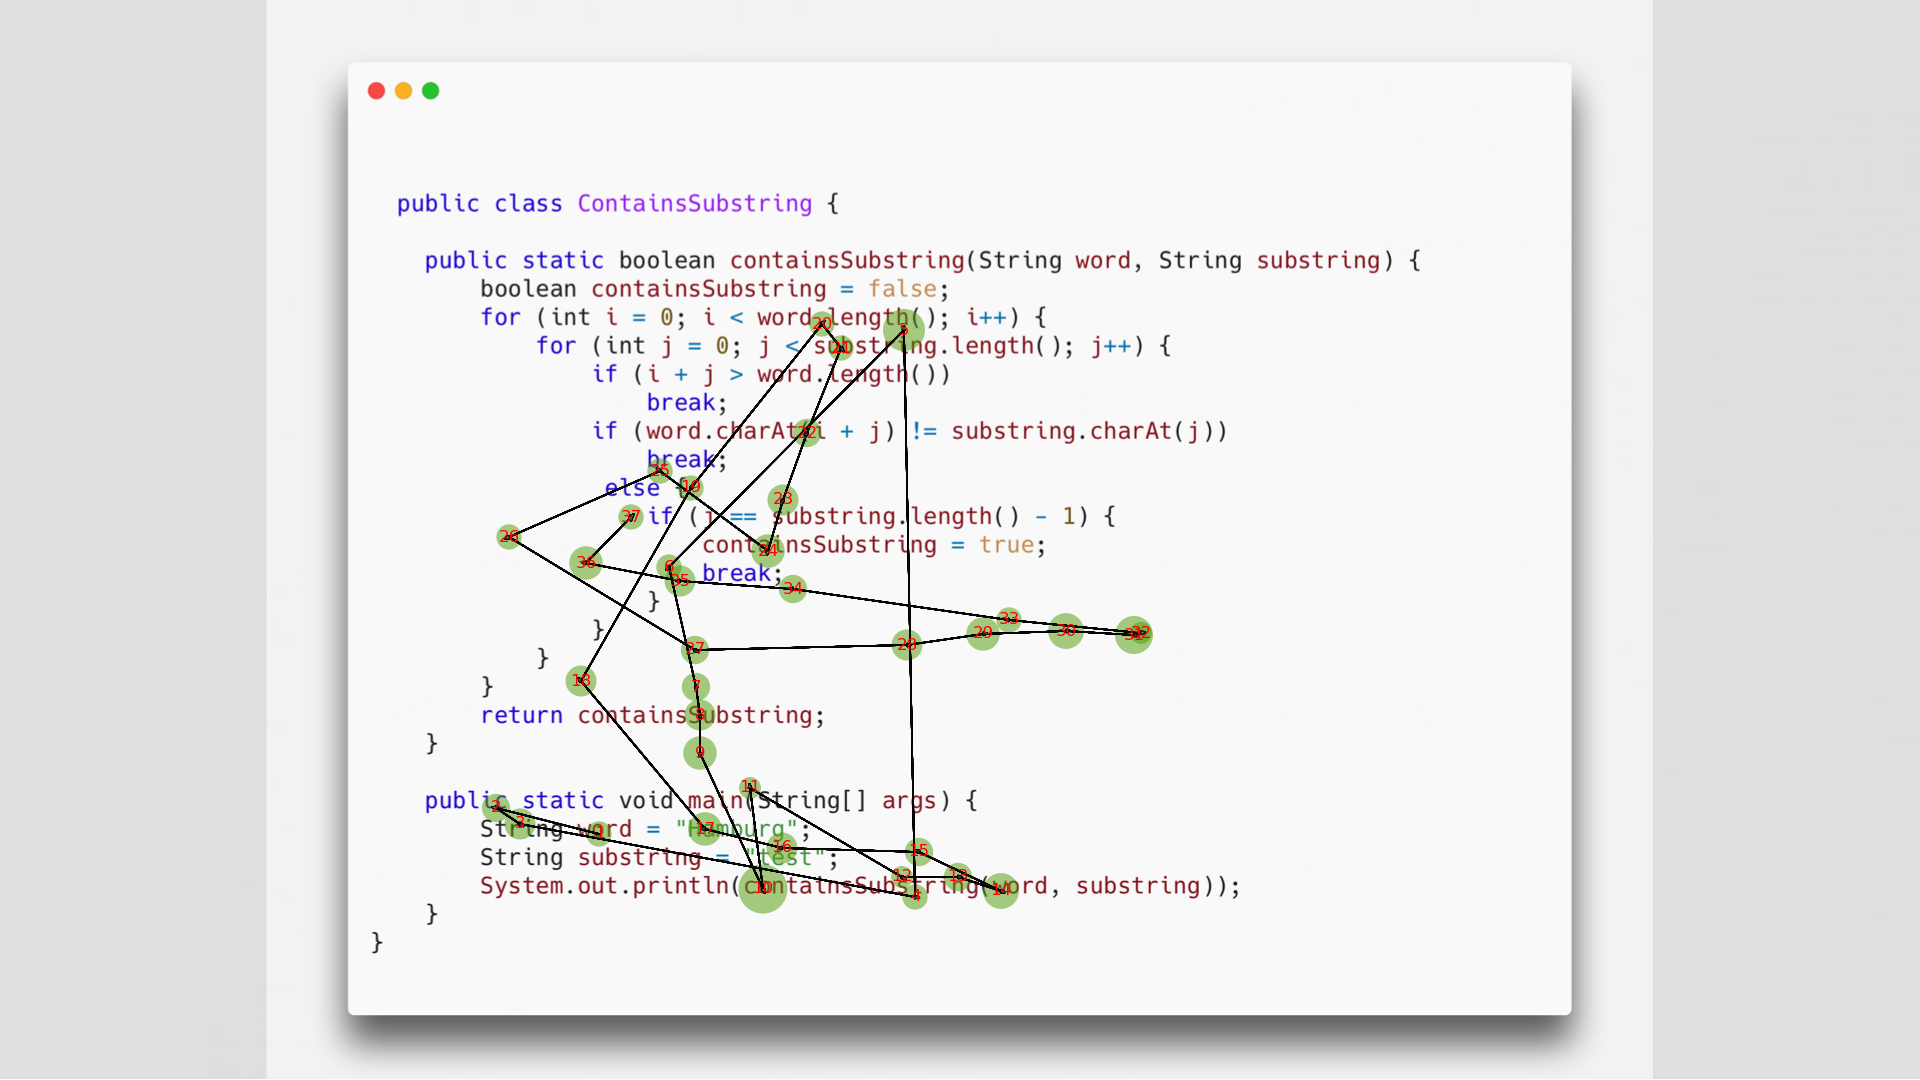 public class ContainsSubstring {
public static boolean containsSubstring(String word, String substring) {
boolean containsSubstring = false;
for (int i = 0; i < word.length(); i++) {
for (int j = 0; j < substring.length(); j++) {
if (i + j > word.length())
break;
if (word.charAt(i + j) != substring.charAt(j))
break;
else {
if (j == substring.length() - 1) {
containsSubstring = true;
break;
}
}
}
}
return containsSubstring;
}
public static void main(String[] args) {
String word = "Hamburg";
String substring = "test";
System.out.println(containsSubstring(word, substring));
}
}
20
5
21
22
25
19
23
37
24
26
36
6
35
34
33
27
28
29
30
31
32
18
7
8
9
11
2
3
1
17
16
15
12
13
14
10
4